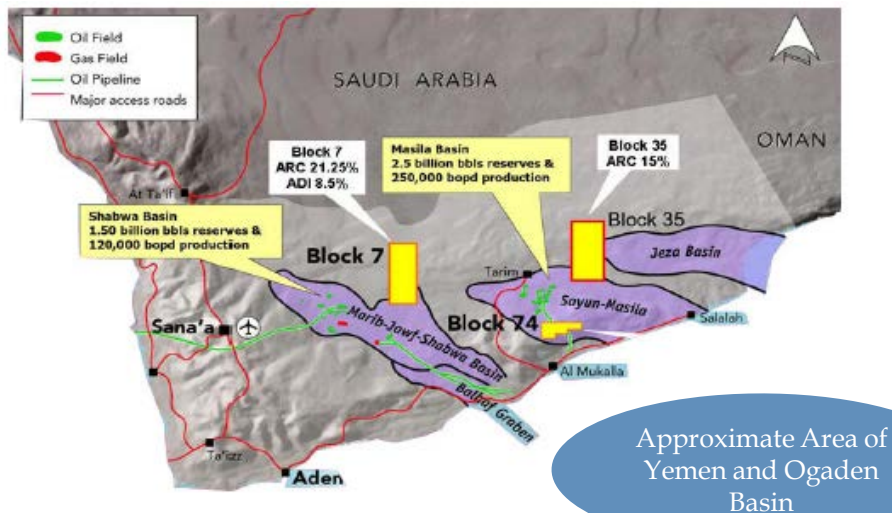 Oil Field
Gas Field
Oil Pipeline
Major access roads
SAUDI ARABIA
OMAN
Block 7
ARC 21.25%
ADI 8.5%
Masila Basin
2.5 billion bbls reserves &
250,000 bopd production
Block 35
ARC 15%
At Ta'if
Shabwa Basin
1.50 billion bbls reserves &
120,000 bopd production
Block 7
Block 35
Jeza Basin
Tarim
Sayun-Masila
Salalah
Sana'a
Marib-Jawf-Shabwa Basin
Block 74
Al Mukalla
Balhaf Graben
Ta'izz
Aden
Approximate Area of
Yemen and Ogaden
Basin